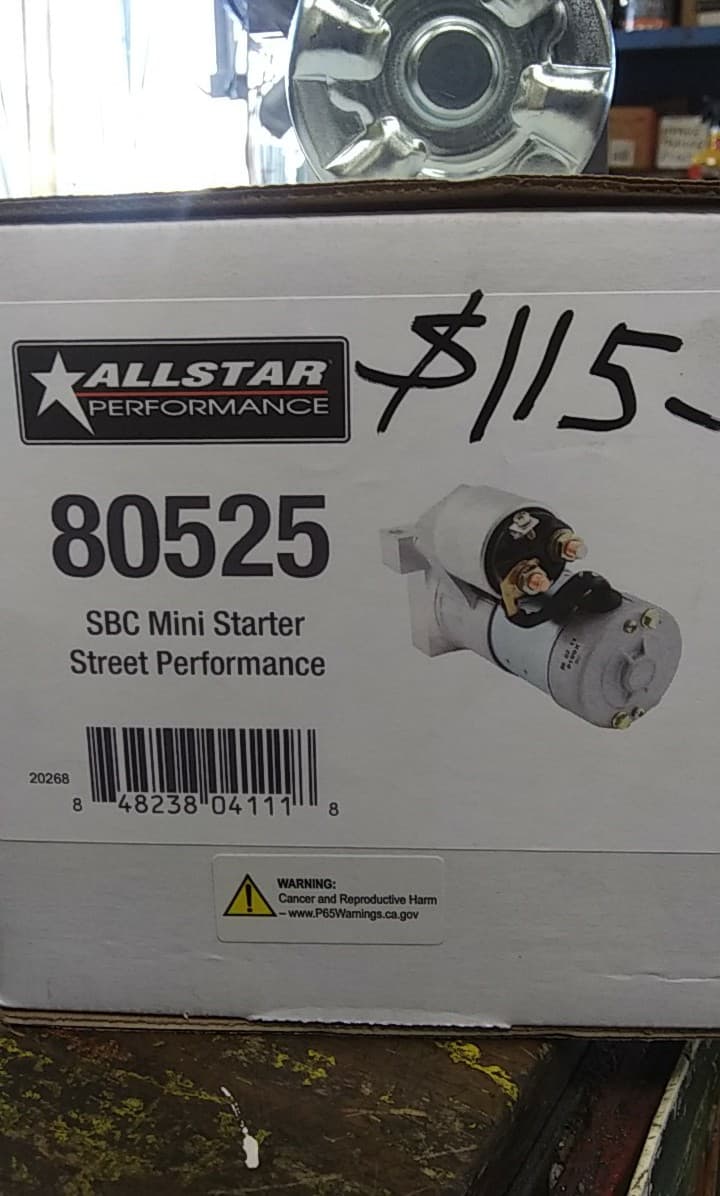 ALLSTAR
PERFORMANCE
$115-
80525
SBC Mini Starter
Street Performance
20268
8 48238 04111 8
WARNING:
Cancer and Reproductive Harm
– www.P65Warnings.ca.gov